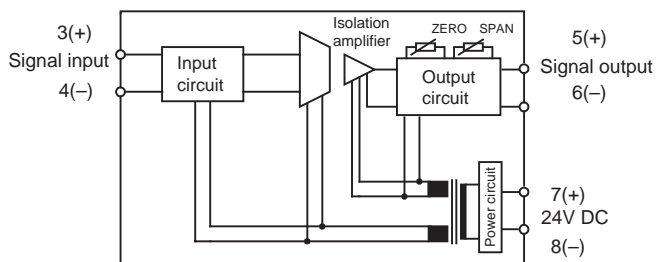 3(+)
Signal input
4(–)
Input
circuit
Isolation
amplifier
ZERO
SPAN
Output
circuit
5(+)
Signal output
6(–)
Power circuit
7(+)
24V DC
8(–)